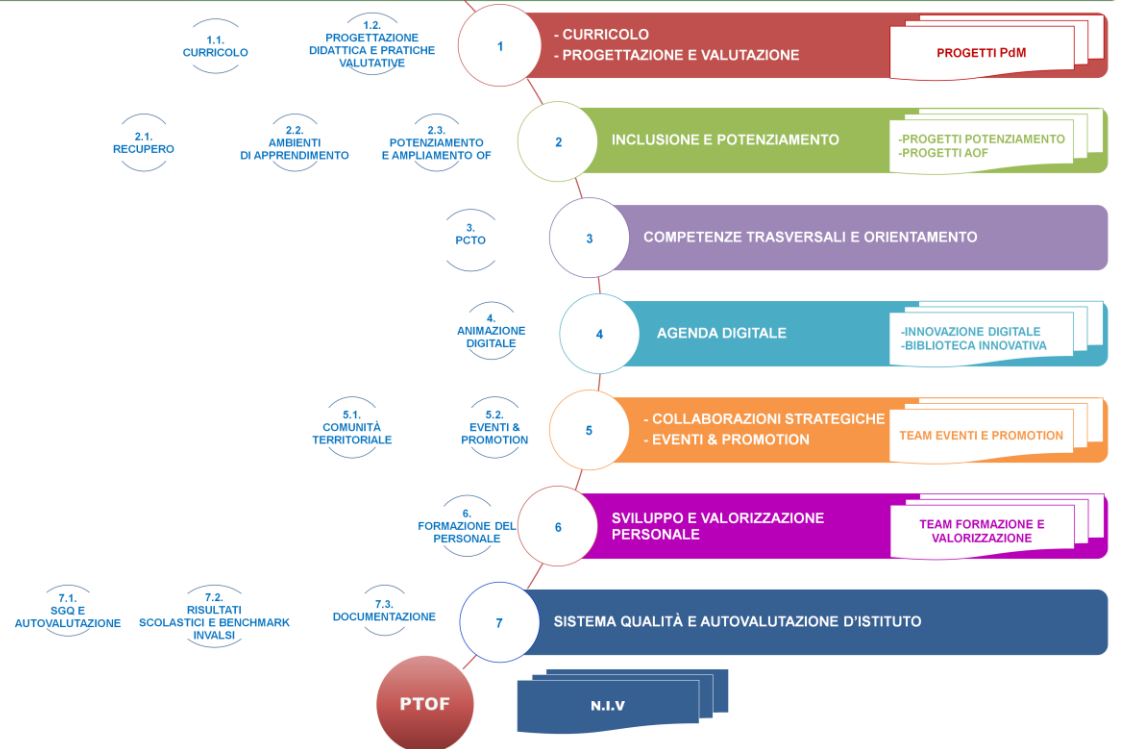 1.1.
CURRICOLO
1.2.
PROGETTAZIONE
DIDATTICA E PRATICHE
VALUTATIVE
1
- CURRICOLO
- PROGETTAZIONE E VALUTAZIONE
PROGETTI PdM
2.1.
RECUPERO
2.2.
AMBIENTI
DI APPRENDIMENTO
2.3.
POTENZIAMENTO
E AMPLIAMENTO OF
2
INCLUSIONE E POTENZIAMENTO
-PROGETTI POTENZIAMENTO
-PROGETTI AOF
3.
PCTO
3
COMPETENZE TRASVERSALI E ORIENTAMENTO
4.
ANIMAZIONE
DIGITALE
4
AGENDA DIGITALE
-INNOVAZIONE DIGITALE
-BIBLIOTECA INNOVATIVA
5.1.
COMUNITÀ
TERRITORIALE
5.2.
EVENTI &
PROMOTION
5
- COLLABORAZIONI STRATEGICHE
- EVENTI & PROMOTION
TEAM EVENTI E PROMOTION
6.
FORMAZIONE DEL
PERSONALE
6
SVILUPPO E VALORIZZAZIONE
PERSONALE
TEAM FORMAZIONE E
VALORIZZAZIONE
7.1.
SGQ E
AUTOVALUTAZIONE
7.2.
RISULTATI
SCOLASTICI E BENCHMARK
INVALSI
7.3.
DOCUMENTAZIONE
7
SISTEMA QUALITÀ E AUTOVALUTAZIONE D'ISTITUTO
PTOF
N.I.V